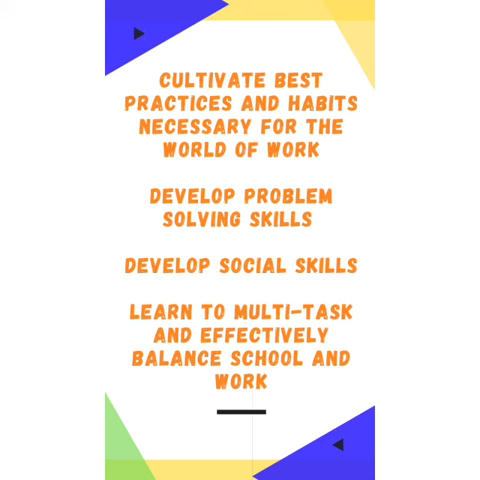 CULTIVATE BEST
PRACTICES AND HABITS
NECESSARY FOR THE
WORLD OF WORK
DEVELOP PROBLEM
SOLVING SKILLS
DEVELOP SOCIAL SKILLS
LEARN TO MULTI-TASK
AND EFFECTIVELY
BALANCE SCHOOL AND
WORK